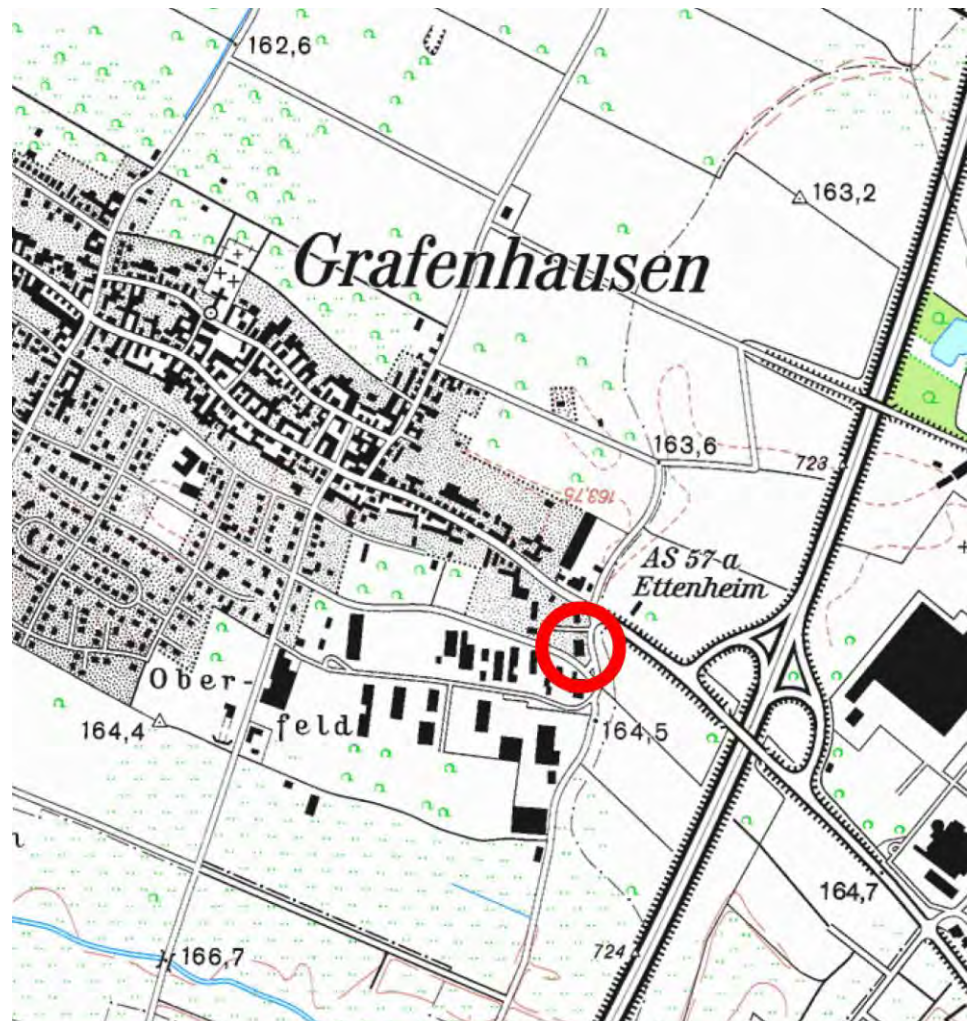 162,6
163,2
Grafenhausen
163,6
723
163,75
AS 57-a
Ettenheim
Ober-
feld
164,4
164,5
164,7
n
724
166,7